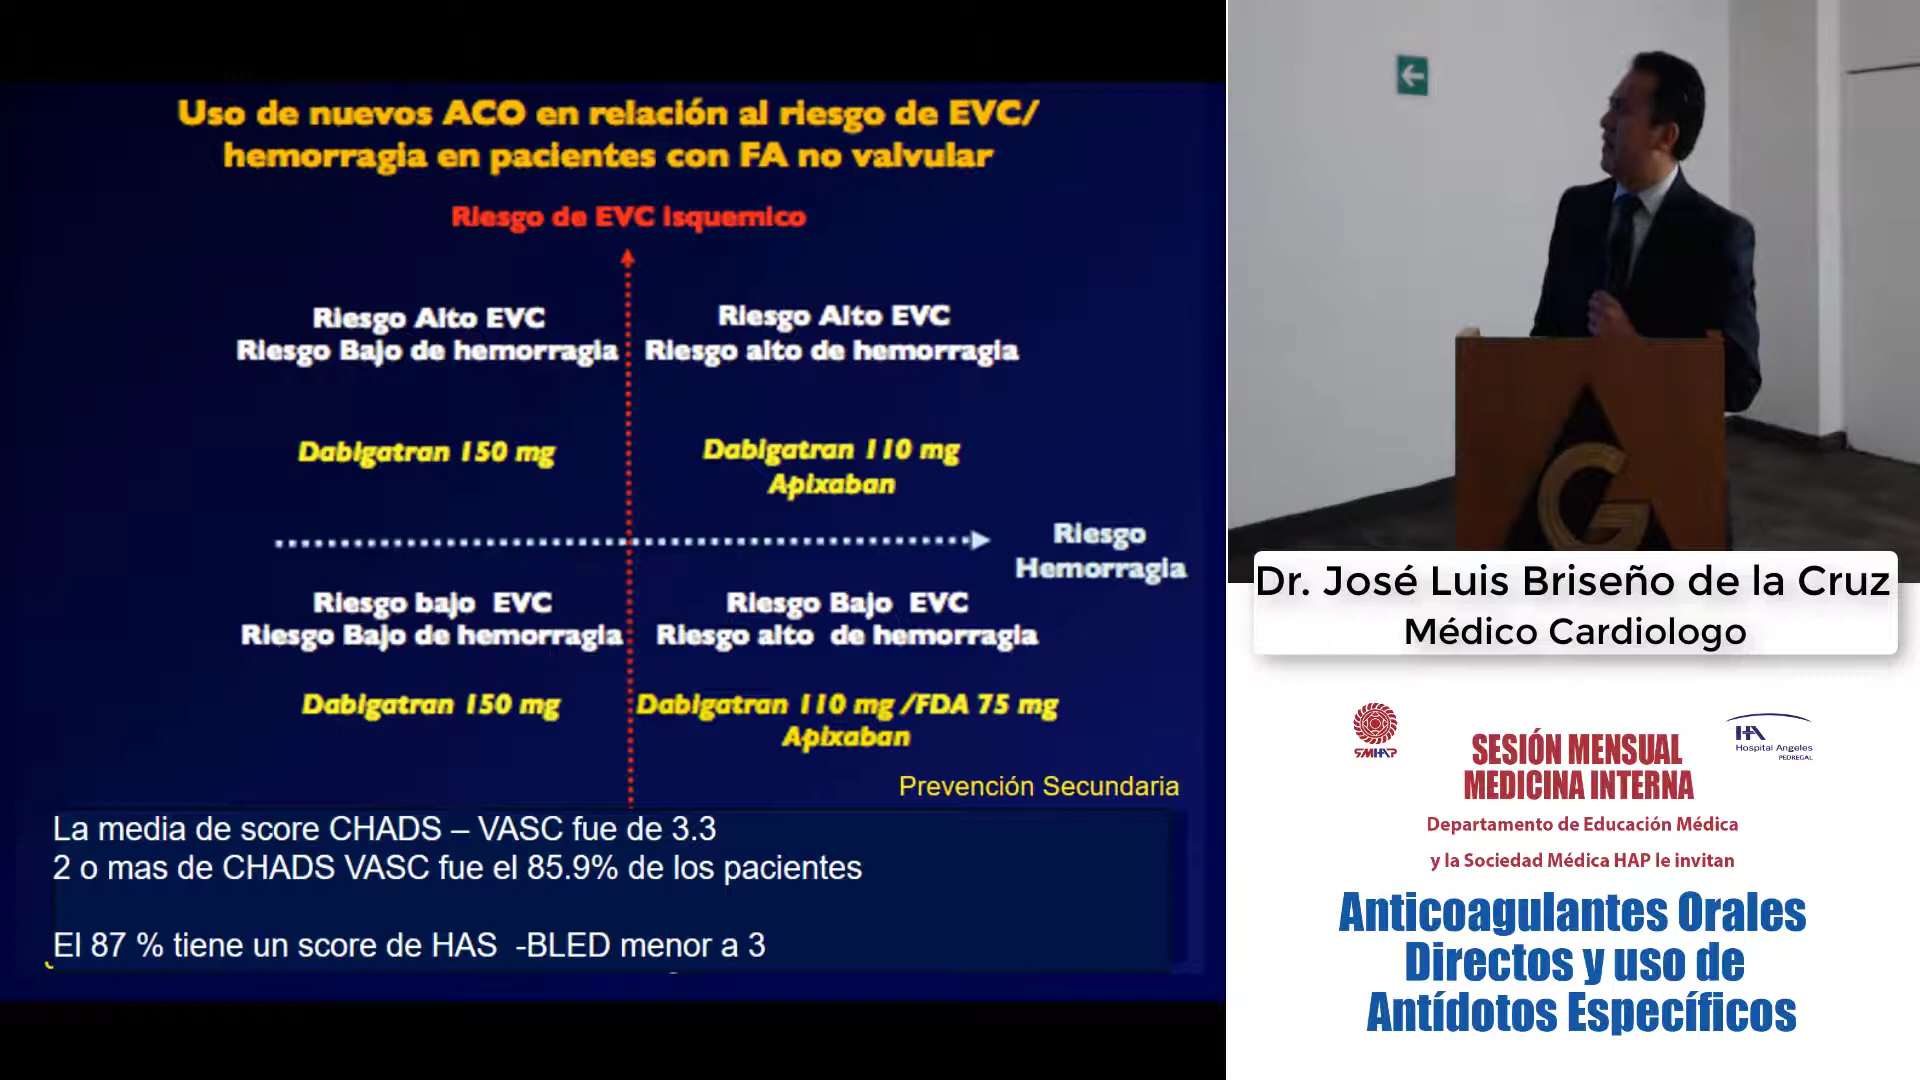 Uso de nuevos ACO en relación al riesgo de EVC/
hemorragia en pacientes con FA no valvular
Riesgo de EVC isquemico
Riesgo Alto EVC
Riesgo Bajo de hemorragia
Riesgo Alto EVC
Riesgo alto de hemorragia
Dabigatran 150 mg
Dabigatran 110 mg
Apixaban
Riesgo
Hemorragia
Riesgo bajo EVC
Riesgo Bajo de hemorragia
Riesgo Bajo EVC
Riesgo alto de hemorragia
Dabigatran 150 mg
Dabigatran 110 mg /FDA 75 mg
Apixaban
Prevención Secundaria
La media de score CHADS – VASC fue de 3.3
2 o mas de CHADS VASC fue el 85.9% de los pacientes
El 87 % tiene un score de HAS -BLED menor a 3
G
Dr. José Luis Briseño de la Cruz
Médico Cardiologo
SMHAP
HA
Hospital Angeles
PEDREGAL
SESIÓN MENSUAL
MEDICINA INTERNA
Departamento de Educación Médica
y la Sociedad Médica HAP le invitan
Anticoagulantes Orales
Directos y uso de
Antídotos Específicos